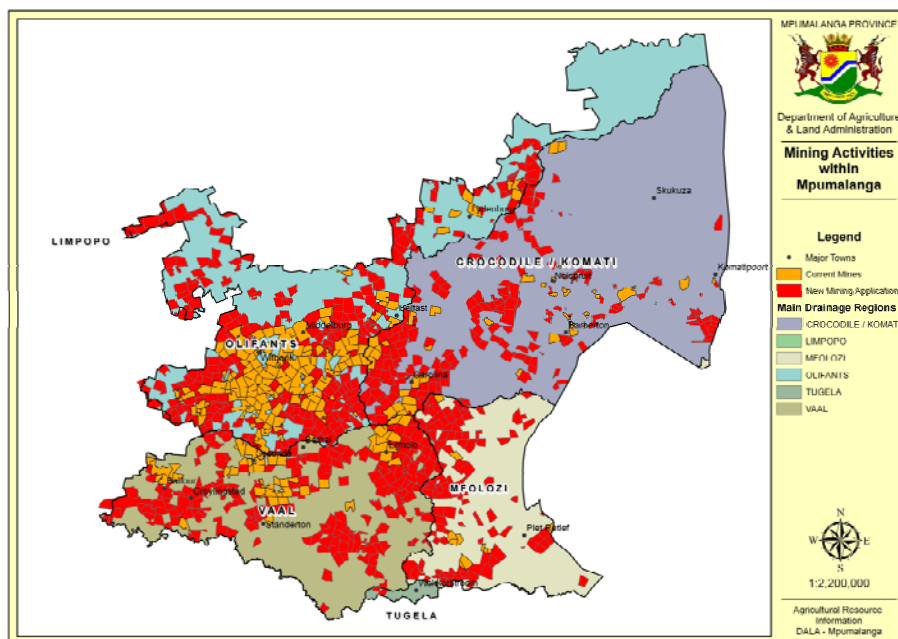 MPUMALANGA PROVINCE
Department of Agriculture
& Land Administration
Mining Activities
within
Mpumalanga
Legend
Major Towns
Current Mines
New Mining Application
Main Drainage Regions
CROCODILE / KOMAT
LIMPOPO
MFOLOZI
OLIFANTS
TUGELA
VAAL
N
W
E
S
1:2,200,000
Agricultural Resource
Information
DALA - Mpumalanga
Skukuza
LIMPOPO
CROCODILE / KOMATI
Komatipoort
Nelspruit
Belfast
Middelburg
Barberton
OLIFANTS
Witbank
Carolina
Bethal
Ermelo
Secunda
Balfour
Greylingstad
MFOLOZI
VAAL
Standerton
Piet Retief
Wakkerstroom
TUGELA